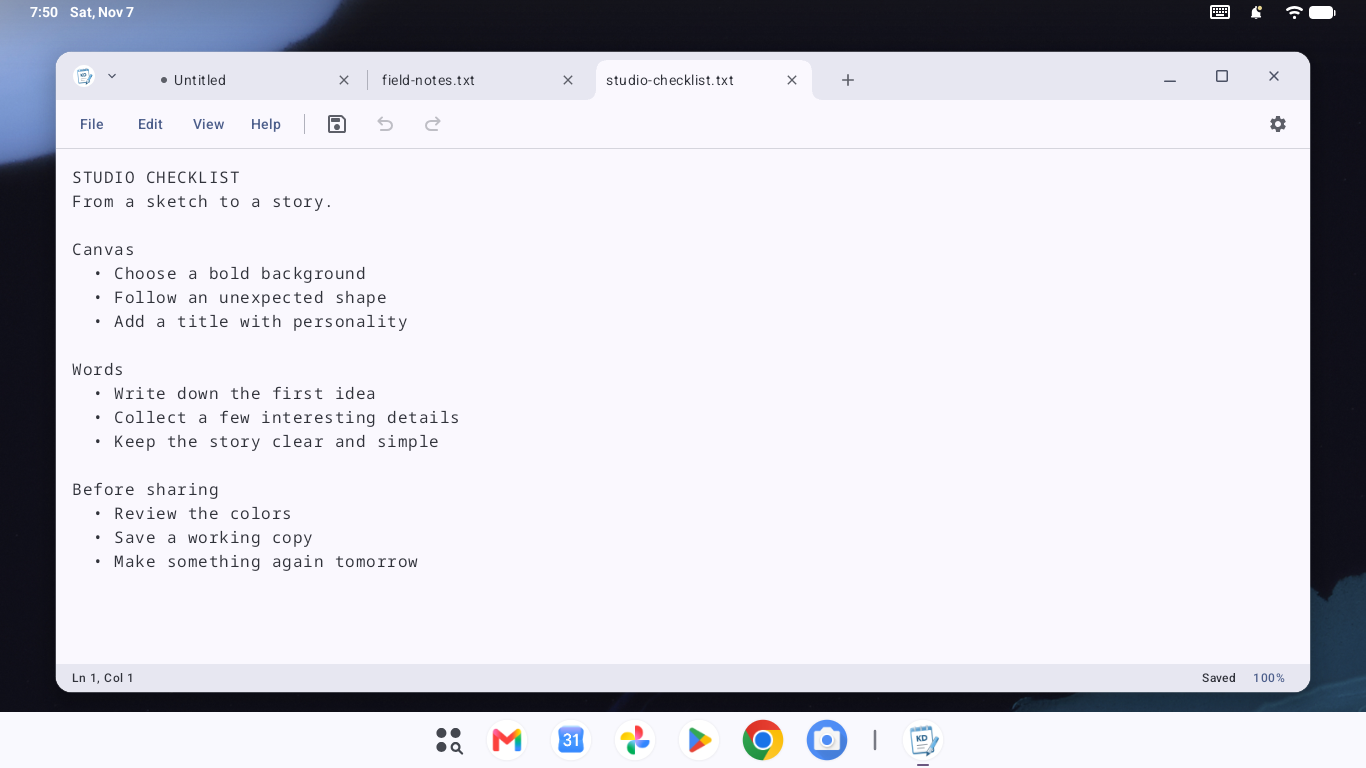 7:50 Sat, Nov 7
Untitled
field-notes.txt
studio-checklist.txt
File Edit View Help
STUDIO CHECKLIST
From a sketch to a story.
Canvas
• Choose a bold background
• Follow an unexpected shape
• Add a title with personality
Words
• Write down the first idea
• Collect a few interesting details
• Keep the story clear and simple
Before sharing
• Review the colors
• Save a working copy
• Make something again tomorrow
Ln 1, Col 1
Saved 100%
31
KD